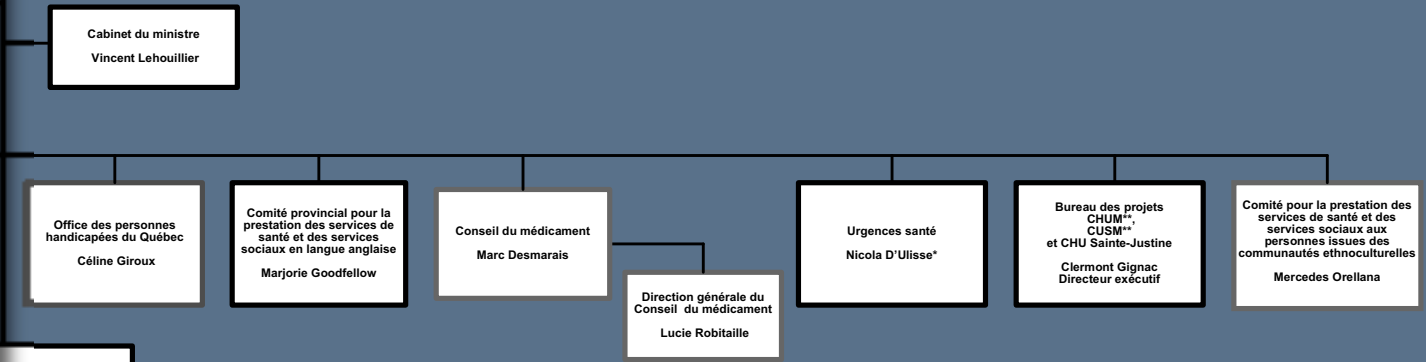 Cabinet du ministre
Vincent Lehouillier
Office des personnes
handicapées du Québec
Céline Giroux
Comité provincial pour la
prestation des services de
santé et des services
sociaux en langue anglaise
Marjorie Goodfellow
Conseil du médicament
Marc Desmarais
Direction générale du
Conseil du médicament
Lucie Robitaille
Urgences santé
Nicola D'Ulisse*
Bureau des projets
CHUM**,
CUSM**
et CHU Sainte-Justine
Clermont Gignac
Directeur exécutif
Comité pour la prestation des
services de santé et des
services sociaux aux
personnes issues des
communautés ethnoculturelles
Mercedes Orellana